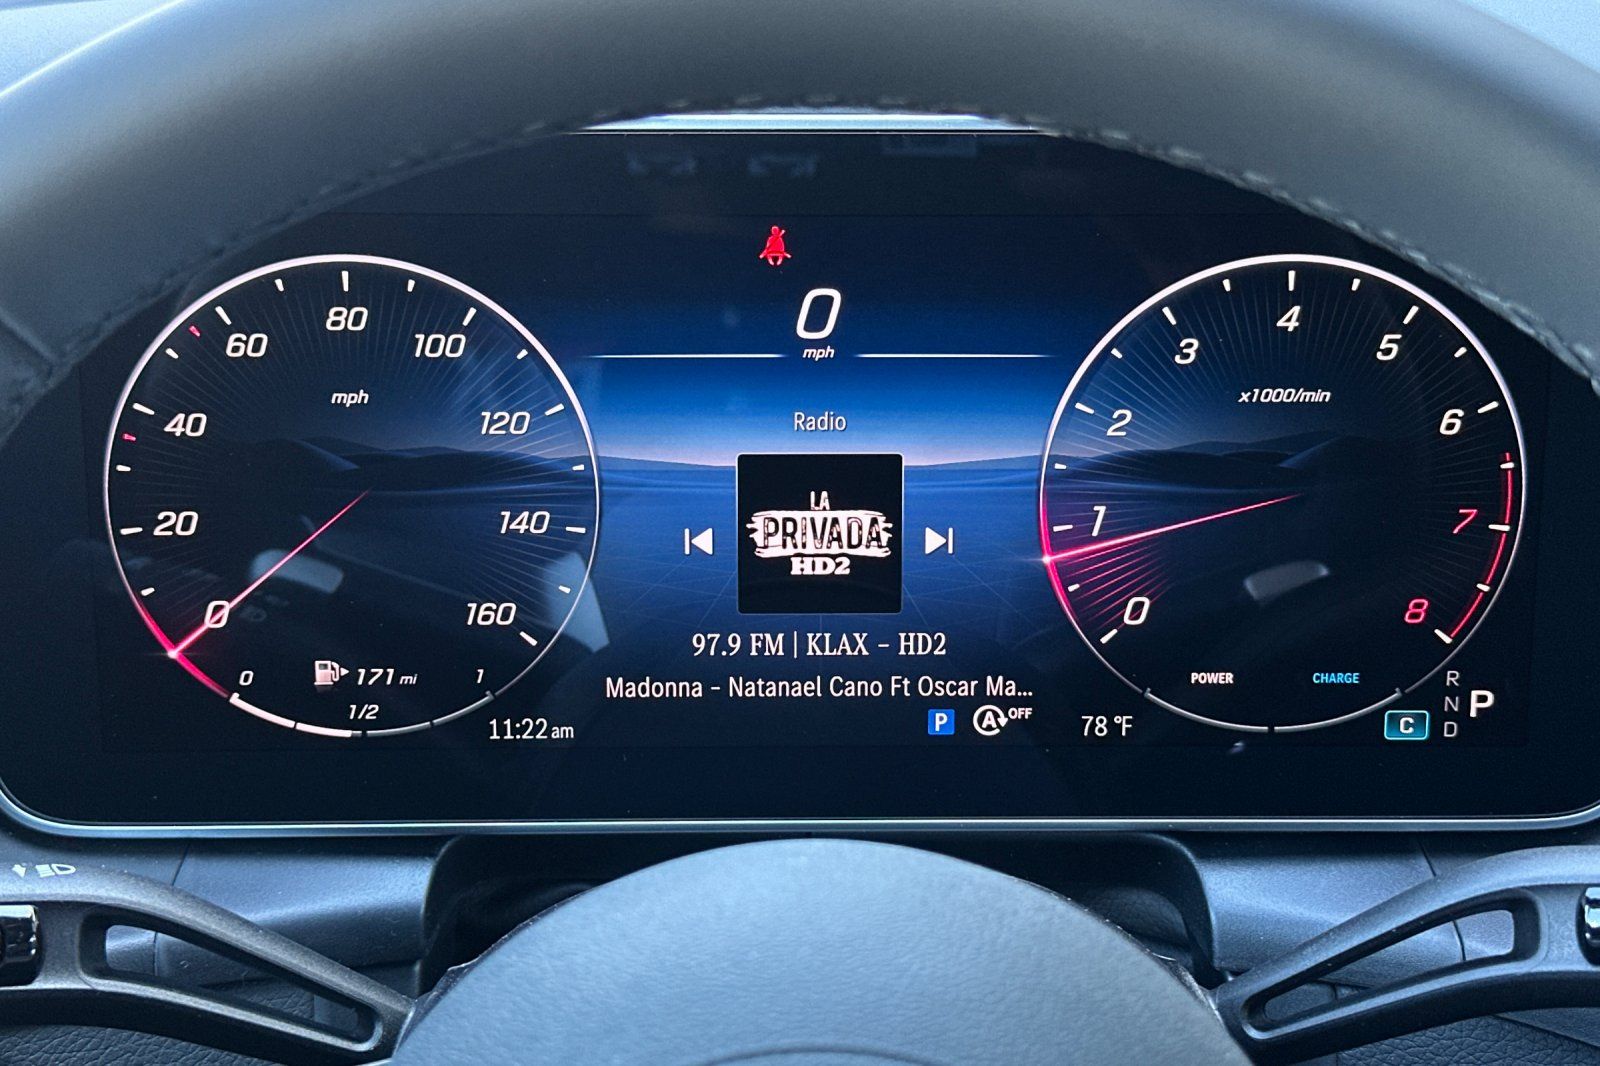 0
mph
60
80
100
40
mph
120
20
140
0
160
0
171 mi
1
1/2
11:22 am
Radio
LA
PRIVADA
HD2
97.9 FM | KLAX - HD2
Madonna - Natanael Cano Ft Oscar Ma...
P
A OFF
78 °F
3
4
5
x1000/min
2
6
1
7
0
8
POWER
CHARGE
R
N
D
P
C